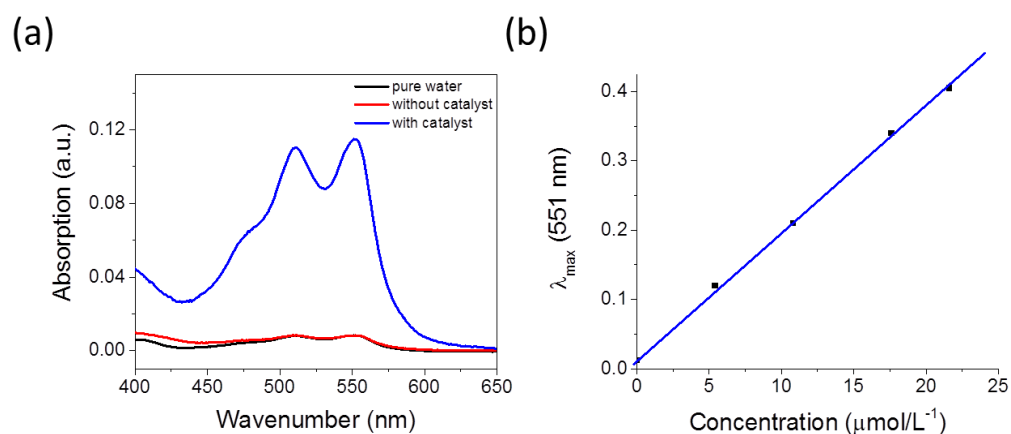 (a)
pure water
without catalyst
with catalyst
0.12
0.08
0.04
0.00
Absorption (a.u.)
400 450 500 550 600 650
Wavenumber (nm)
(b)
0.4
0.3
0.2
0.1
0.0
λmax (551 nm)
0 5 10 15 20 25
Concentration (μmol/L⁻¹)